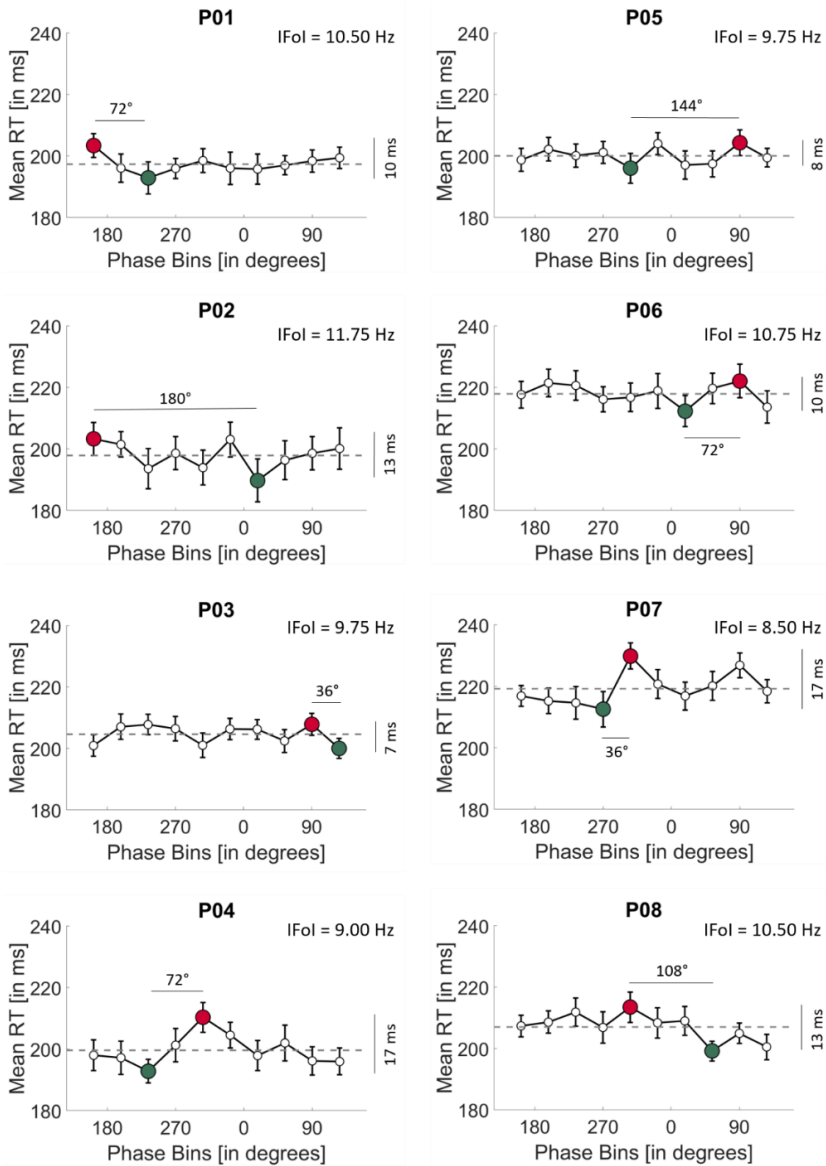 P01
IFoI = 10.50 Hz
72°
Mean RT [in ms]
240
220
200
180
10 ms
180 270 0 90
Phase Bins [in degrees]
P05
IFoI = 9.75 Hz
144°
Mean RT [in ms]
240
220
200
180
8 ms
180 270 0 90
Phase Bins [in degrees]
P02
IFoI = 11.75 Hz
180°
Mean RT [in ms]
240
220
200
180
13 ms
180 270 0 90
Phase Bins [in degrees]
P06
IFoI = 10.75 Hz
Mean RT [in ms]
240
220
200
180
10 ms
72°
180 270 0 90
Phase Bins [in degrees]
P03
IFoI = 9.75 Hz
36°
Mean RT [in ms]
240
220
200
180
7 ms
180 270 0 90
Phase Bins [in degrees]
P07
IFoI = 8.50 Hz
Mean RT [in ms]
240
220
200
180
17 ms
36°
180 270 0 90
Phase Bins [in degrees]
P04
IFoI = 9.00 Hz
72°
Mean RT [in ms]
240
220
200
180
17 ms
180 270 0 90
Phase Bins [in degrees]
P08
IFoI = 10.50 Hz
108°
Mean RT [in ms]
240
220
200
180
13 ms
180 270 0 90
Phase Bins [in degrees]